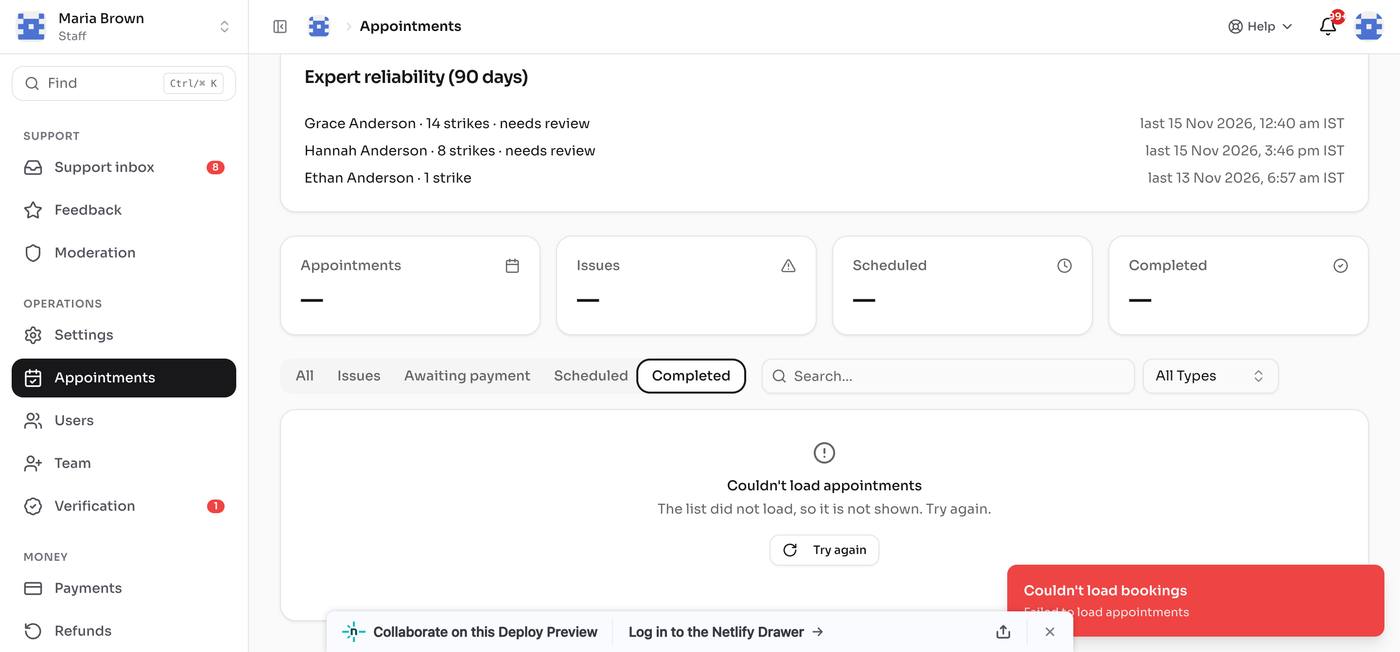 Maria Brown
Staff
Appointments
Help
99+
Find
Ctrl/⌘ K
SUPPORT
Support inbox 8
Feedback
Moderation
OPERATIONS
Settings
Appointments
Users
Team
Verification 1
MONEY
Payments
Refunds
Expert reliability (90 days)
Grace Anderson · 14 strikes · needs review last 15 Nov 2026, 12:40 am IST
Hannah Anderson · 8 strikes · needs review last 15 Nov 2026, 3:46 pm IST
Ethan Anderson · 1 strike last 13 Nov 2026, 6:57 am IST
Appointments Issues Scheduled Completed
— — — —
All Issues Awaiting payment Scheduled Completed Search... All Types
Couldn't load appointments
The list did not load, so it is not shown. Try again.
Try again
Couldn't load bookings
Failed to load appointments
Collaborate on this Deploy Preview Log in to the Netlify Drawer →